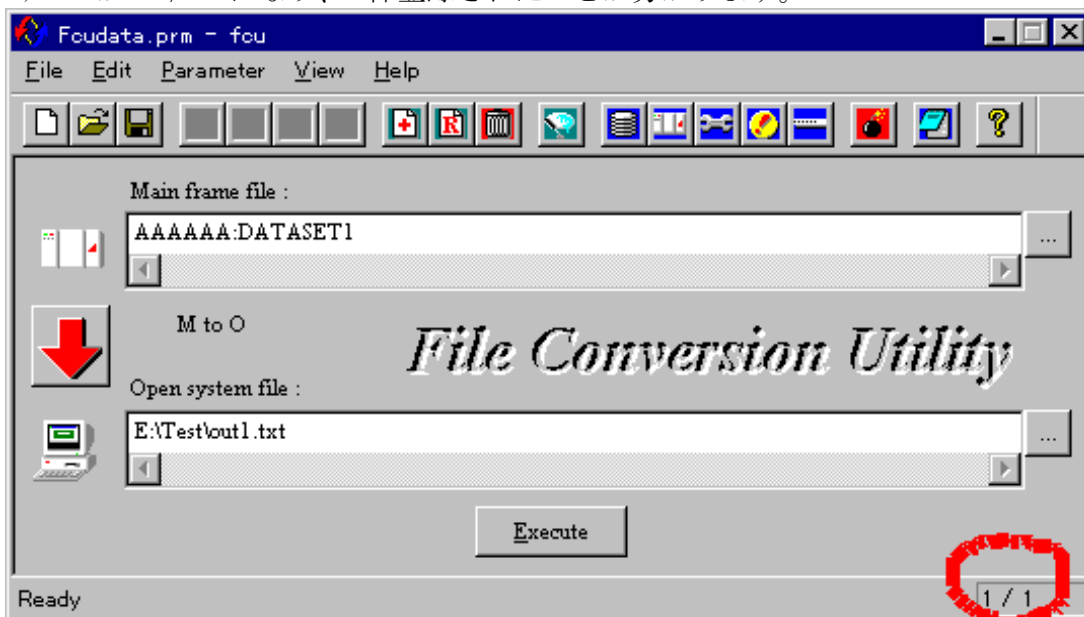 Fcudata.prm - fcu
File Edit Parameter View Help
R
?
Main frame file :
AAAAAA:DATASET1
...
M to O
File Conversion Utility
Open system file :
E:\Test\out1.txt
...
Execute
Ready
1 / 1